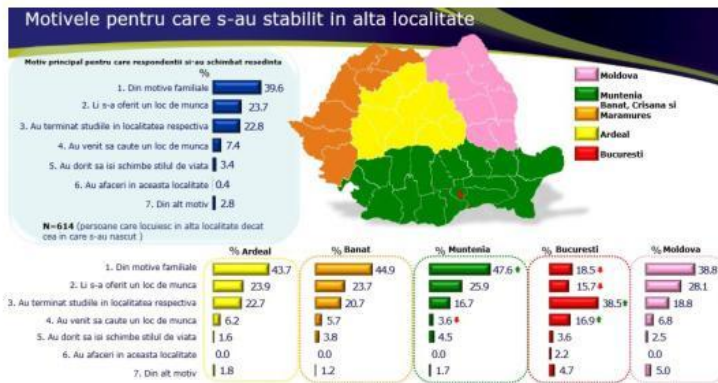 Motivele pentru care s-au stabilit in alta localitate
Motiv principal pentru care respondentii si-au schimbat resedinta
%
1. Din motive familiale 39.6
2. Li s-a oferit un loc de munca 23.7
3. Au terminat studiile in localitatea respectiva 22.8
4. Au venit sa caute un loc de munca 7.4
5. Au dorit sa isi schimbe stilul de viata 3.4
6. Au afaceri in aceasta localitate 0.4
7. Din alt motiv 2.8
N=614 (persoane care locuiesc in alta localitate decat
cea in care s-au nascut )
Moldova
Muntenia
Banat, Crisana si
Maramures
Ardeal
Bucuresti
% Ardeal % Banat % Muntenia % Bucuresti % Moldova
1. Din motive familiale 43.7 44.9 47.6 18.5 38.8
2. Li s-a oferit un loc de munca 23.9 23.7 25.9 15.7 28.1
3. Au terminat studiile in localitatea respectiva 22.7 20.7 16.7 38.5 18.8
4. Au venit sa caute un loc de munca 6.2 5.7 3.6 16.9 6.8
5. Au dorit sa isi schimbe stilul de viata 1.6 3.8 4.5 3.6 2.5
6. Au afaceri in aceasta localitate 0.0 0.0 0.0 2.2 0.0
7. Din alt motiv 1.8 1.2 1.7 4.7 5.0